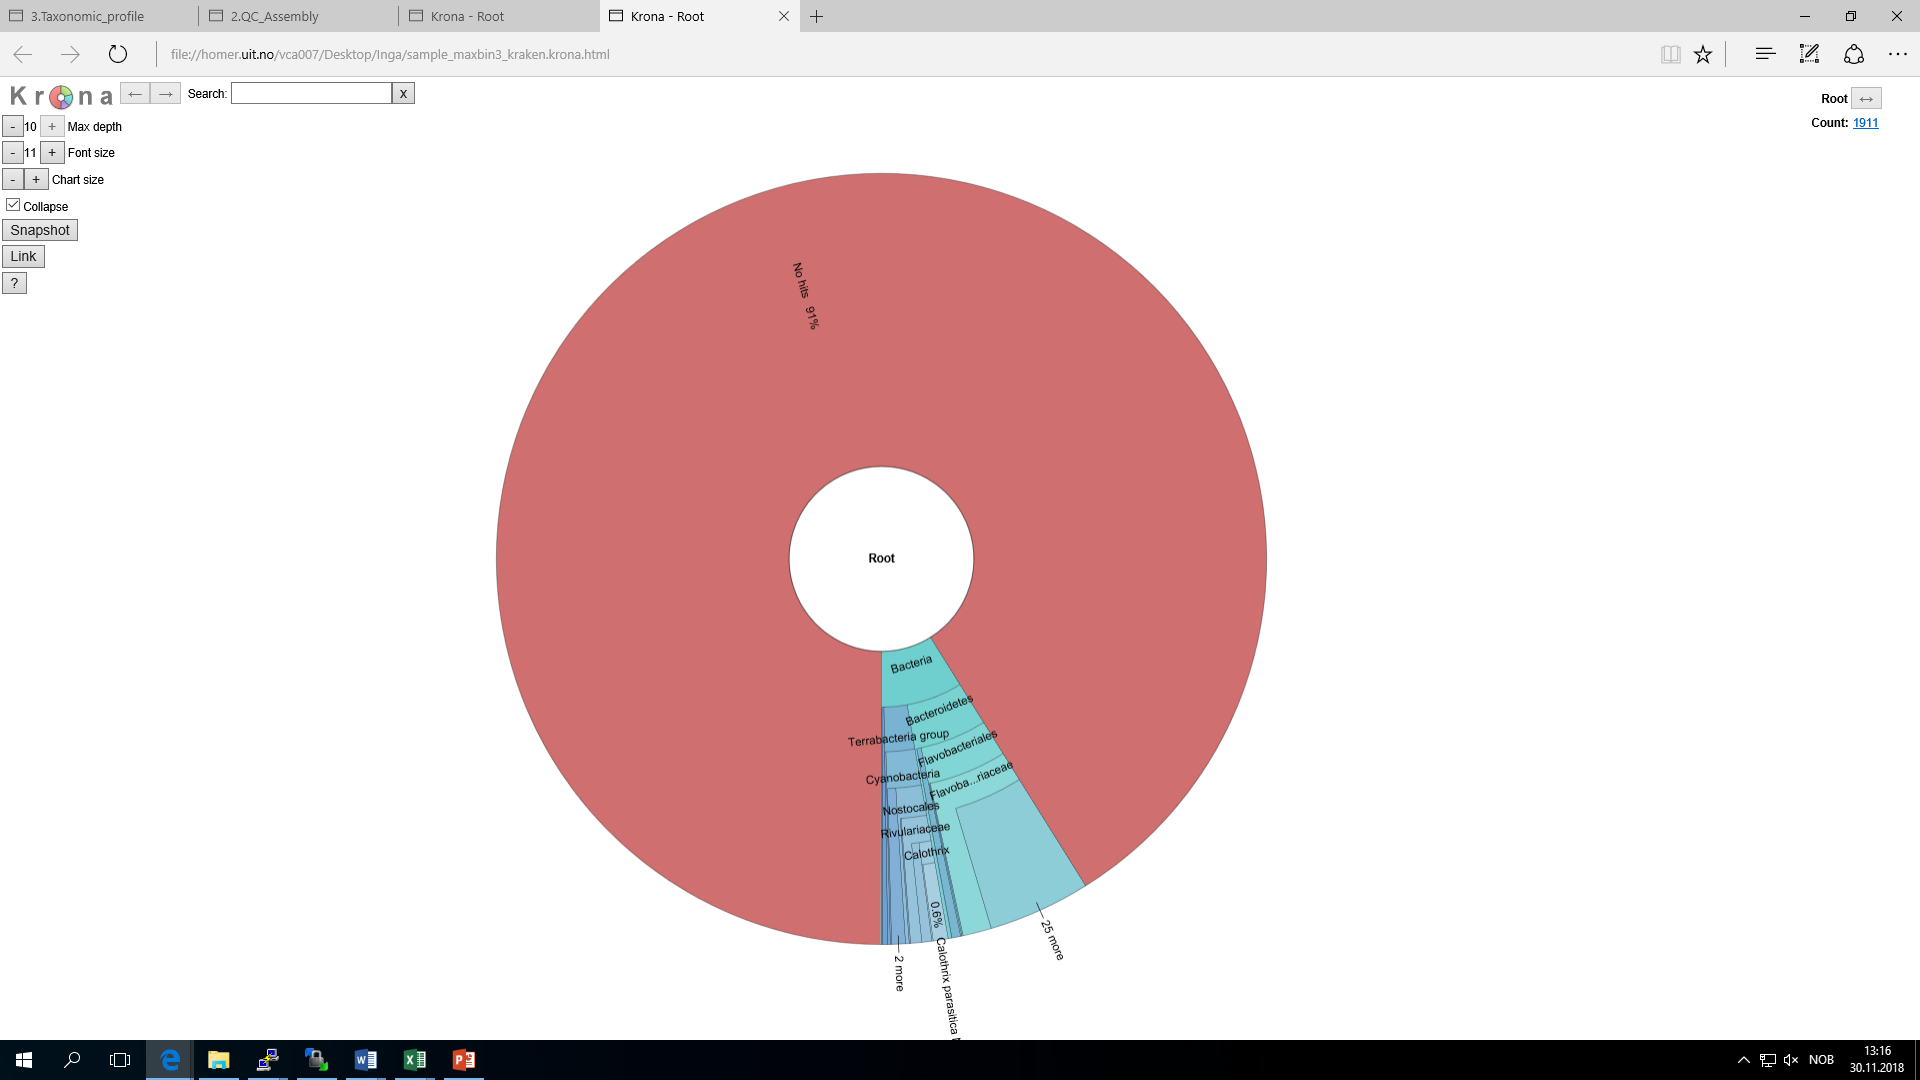 3.Taxonomic_profile
2.QC_Assembly
Krona - Root
Krona - Root
file://homer.uit.no/vca007/Desktop/Inga/sample_maxbin3_kraken.krona.html
Krona ← → Search: x
Root ↔
Count: 1911
- 10 + Max depth
- 11 + Font size
- + Chart size
Collapse
Snapshot
Link
?
No hits 91%
Root
Bacteria
Bacteroidetes
Terrabacteria group
Flavobacteriales
Cyanobacteria
Flavoba...riaceae
Nostocales
Rivulariaceae
Calothrix
0.6% Calothrix parasitica
25 more
2 more
NOB
13:16
30.11.2018